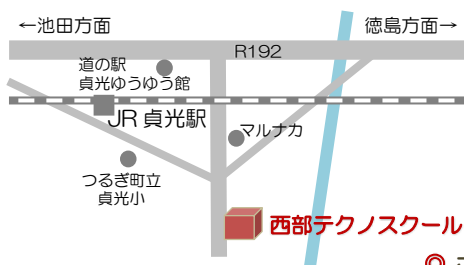 ←池田方面
徳島方面→
R192
道の駅
貞光ゆうゆう館
JR 貞光駅
マルナカ
つるぎ町立
貞光小
西部テクノスクール